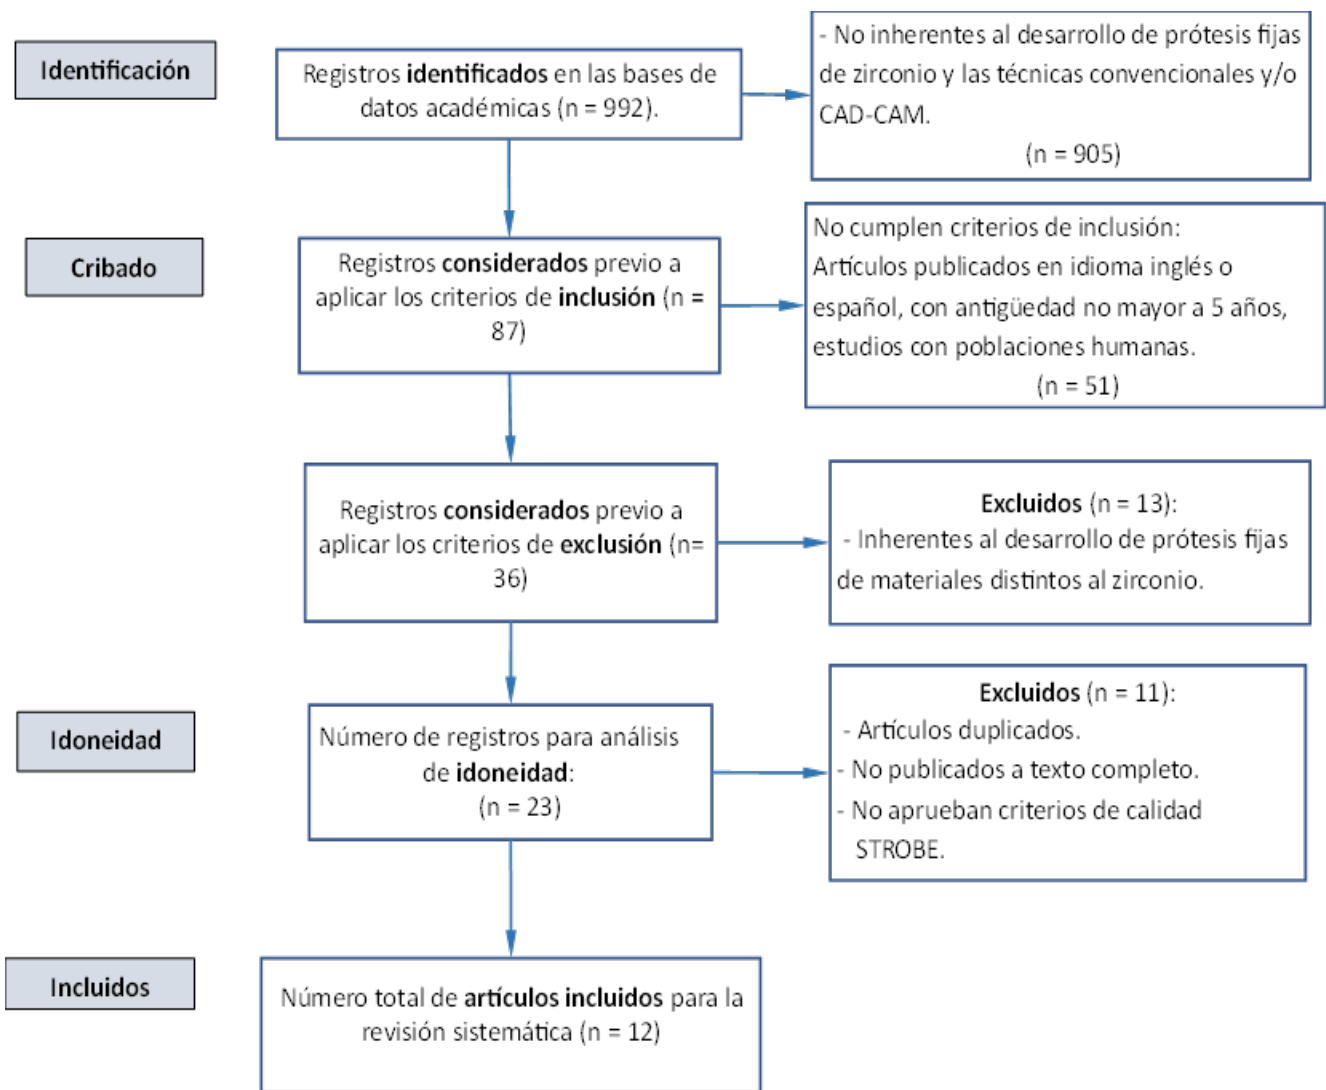 Identificación
Registros identificados en las bases de
datos académicas (n = 992).
- No inherentes al desarrollo de prótesis fijas
de zirconio y las técnicas convencionales y/o
CAD-CAM.
(n = 905)
Cribado
Registros considerados previo a
aplicar los criterios de inclusión (n =
87)
No cumplen criterios de inclusión:
Artículos publicados en idioma inglés o
español, con antigüedad no mayor a 5 años,
estudios con poblaciones humanas.
(n = 51)
Registros considerados previo a
aplicar los criterios de exclusión (n=
36)
Excluidos (n = 13):
- Inherentes al desarrollo de prótesis fijas
de materiales distintos al zirconio.
Idoneidad
Número de registros para análisis
de idoneidad:
(n = 23)
Excluidos (n = 11):
- Artículos duplicados.
- No publicados a texto completo.
- No aprueban criterios de calidad
STROBE.
Incluidos
Número total de artículos incluidos para la
revisión sistemática (n = 12)